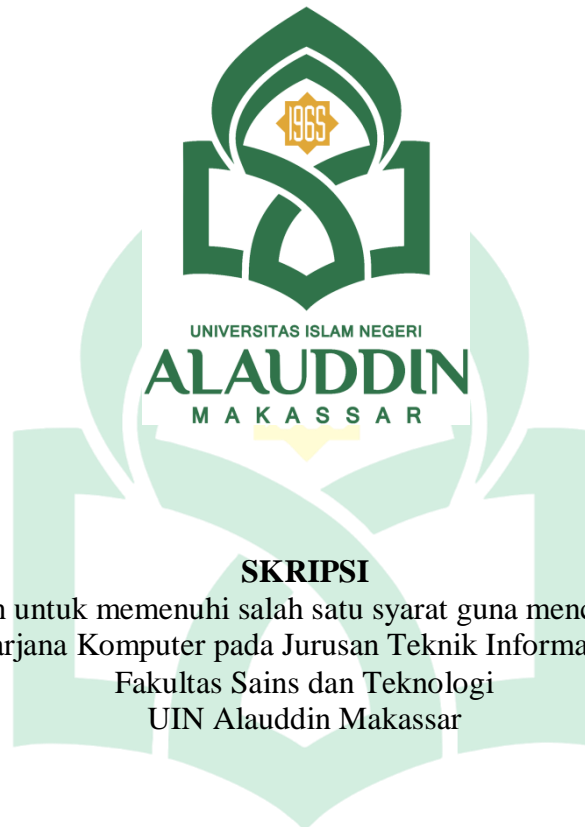 1965
UNIVERSITAS ISLAM NEGERI
ALAUDDIN
MAKASSAR
SKRIPSI
untuk memenuhi salah satu syarat guna
Komputer pada Jurusan Teknik
Fakultas Sains dan Teknologi
UIN Alauddin Makassar